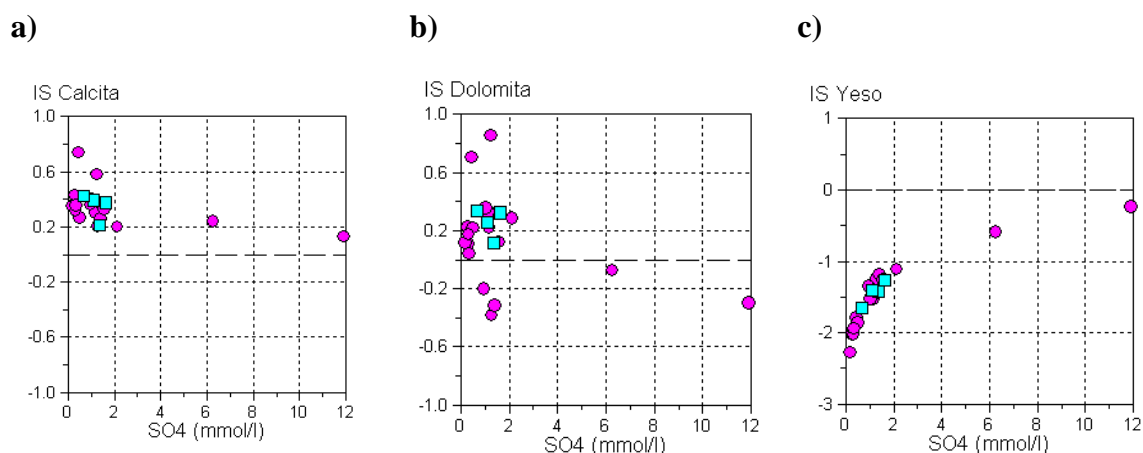 a)
b)
c)
IS Calcita
1.0
0.6
0.2
-0.2
-0.6
-1.0
0 2 4 6 8 10 12
SO4 (mmol/l)
IS Dolomita
1.0
0.6
0.2
-0.2
-0.6
-1.0
0 2 4 6 8 10 12
SO4 (mmol/l)
IS Yeso
1
0
-1
-2
-3
0 2 4 6 8 10 12
SO4 (mmol/l)